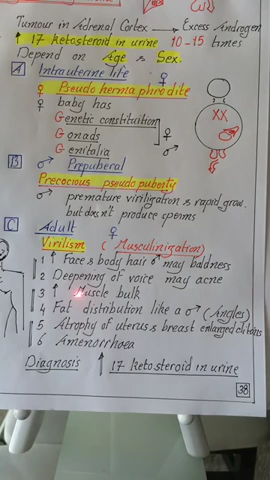 Tumour in Adrenal Cortex → Excess Androgen
↑ 17 ketosteroid in urine 10-15 times
Depend on Age & Sex.
A Intrauterine life ♀
♀ Pseudo hermaphrodite
♀ baby has
Genetic constitution
Gonads ♀
Genitalia ♂
XX
B ♂ Prepuberal
Precocious pseudopuberty
♂ premature virilization & rapid grow.
but doesn't produce sperms
C Adult ♀
Virilism (Musculinization)
1 ↑ Face & body hair ♂ may baldness
2 Deepening of voice may acne
3 ↑ Muscle bulk
4 Fat distribution like a ♂ (Angles)
5 Atrophy of uterus & breast enlarged clitoris
6 Amenorrhoea
Diagnosis ↑ 17 ketosteroid in urine
38